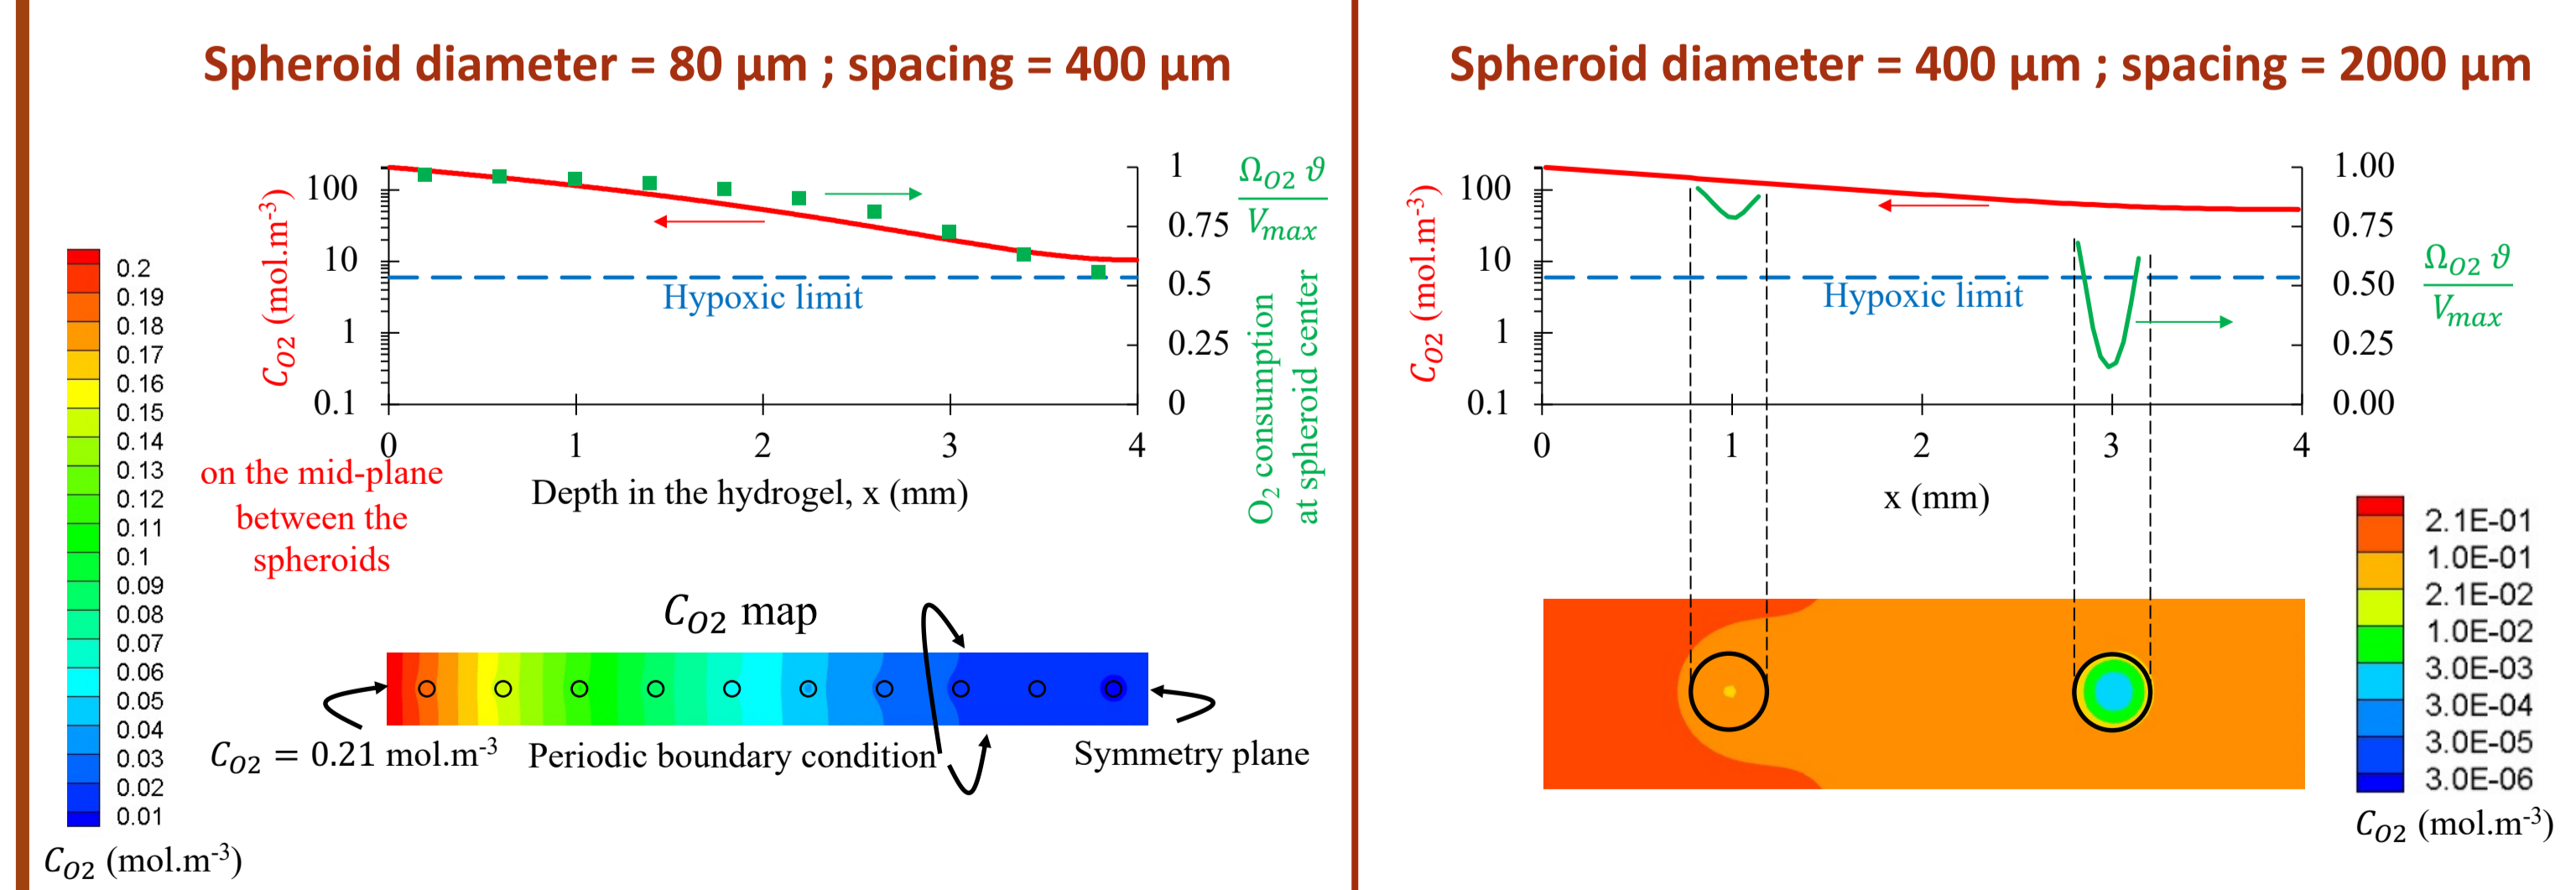 Spheroid diameter = 80 µm ; spacing = 400 µm
C_O2 (mol.m-3)
100
10
1
0.1
1
0.75
0.5
0.25
0
Ω_O2 ϑ
V_max
O2 consumption
at spheroid center
Hypoxic limit
0 1 2 3 4
on the mid-plane
between the
spheroids
Depth in the hydrogel, x (mm)
0.2
0.19
0.18
0.17
0.16
0.15
0.14
0.13
0.12
0.11
0.1
0.09
0.08
0.07
0.06
0.05
0.04
0.03
0.02
0.01
C_O2 (mol.m-3)
C_O2 map
C_O2 = 0.21 mol.m-3
Periodic boundary condition
Symmetry plane
Spheroid diameter = 400 µm ; spacing = 2000 µm
C_O2 (mol.m-3)
100
10
1
0.1
1.00
0.75
0.50
0.25
0.00
Ω_O2 ϑ
V_max
Hypoxic limit
0 1 2 3 4
x (mm)
2.1E-01
1.0E-01
2.1E-02
1.0E-02
3.0E-03
3.0E-04
3.0E-05
3.0E-06
C_O2 (mol.m-3)